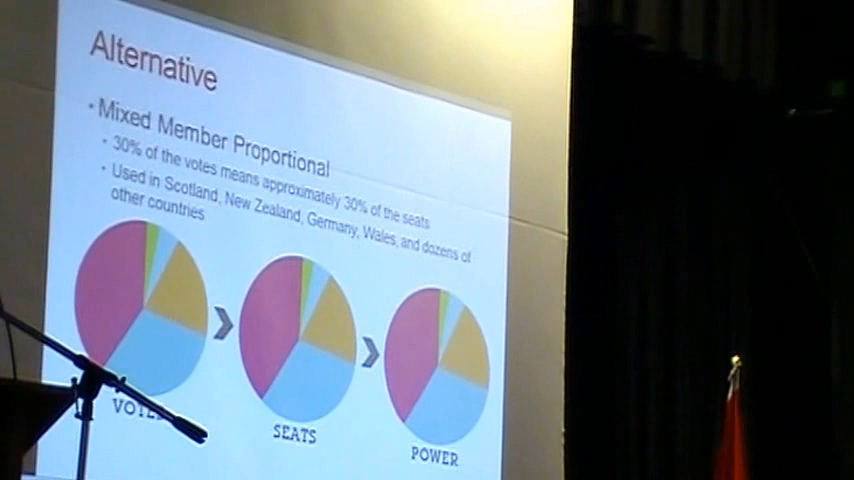 Alternative
• Mixed Member Proportional
• 30% of the votes means approximately 30% of the seats
• Used in Scotland, New Zealand, Germany, Wales, and dozens of
other countries
VOTES
SEATS
POWER